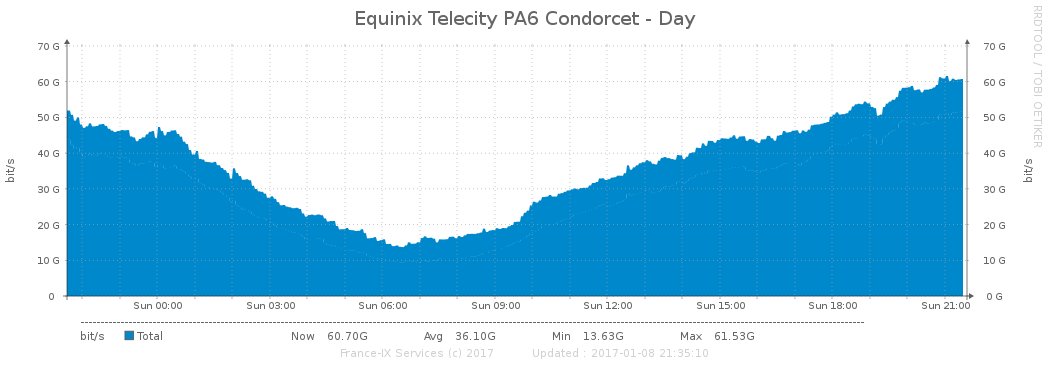 Equinix Telecity PA6 Condorcet - Day
RRDTOOL / TOBI OETIKER
bit/s
bit/s
70 G 70 G
60 G 60 G
50 G 50 G
40 G 40 G
30 G 30 G
20 G 20 G
10 G 10 G
0 0 G
Sun 00:00 Sun 03:00 Sun 06:00 Sun 09:00 Sun 12:00 Sun 15:00 Sun 18:00 Sun 21:00
bit/s Total Now 60.70G Avg 36.10G Min 13.63G Max 61.53G
France-IX Services (c) 2017 Updated : 2017-01-08 21:35:10